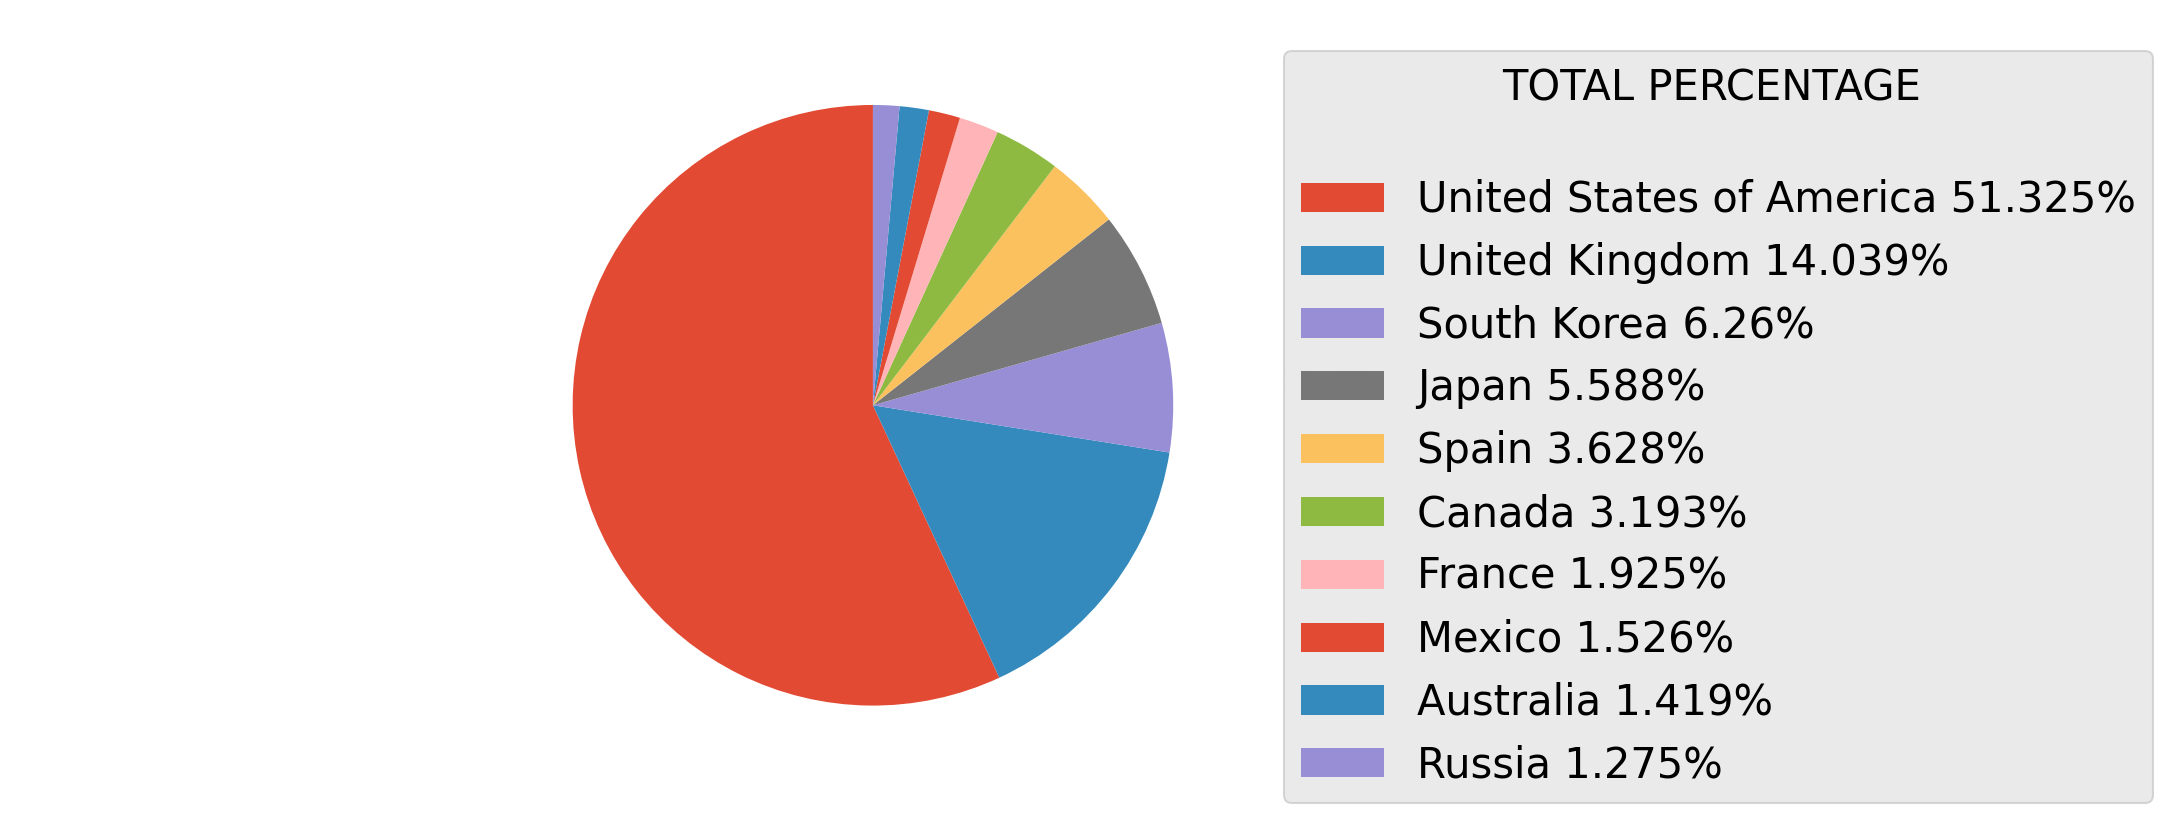 TOTAL PERCENTAGE
United States of America 51.325%
United Kingdom 14.039%
South Korea 6.26%
Japan 5.588%
Spain 3.628%
Canada 3.193%
France 1.925%
Mexico 1.526%
Australia 1.419%
Russia 1.275%